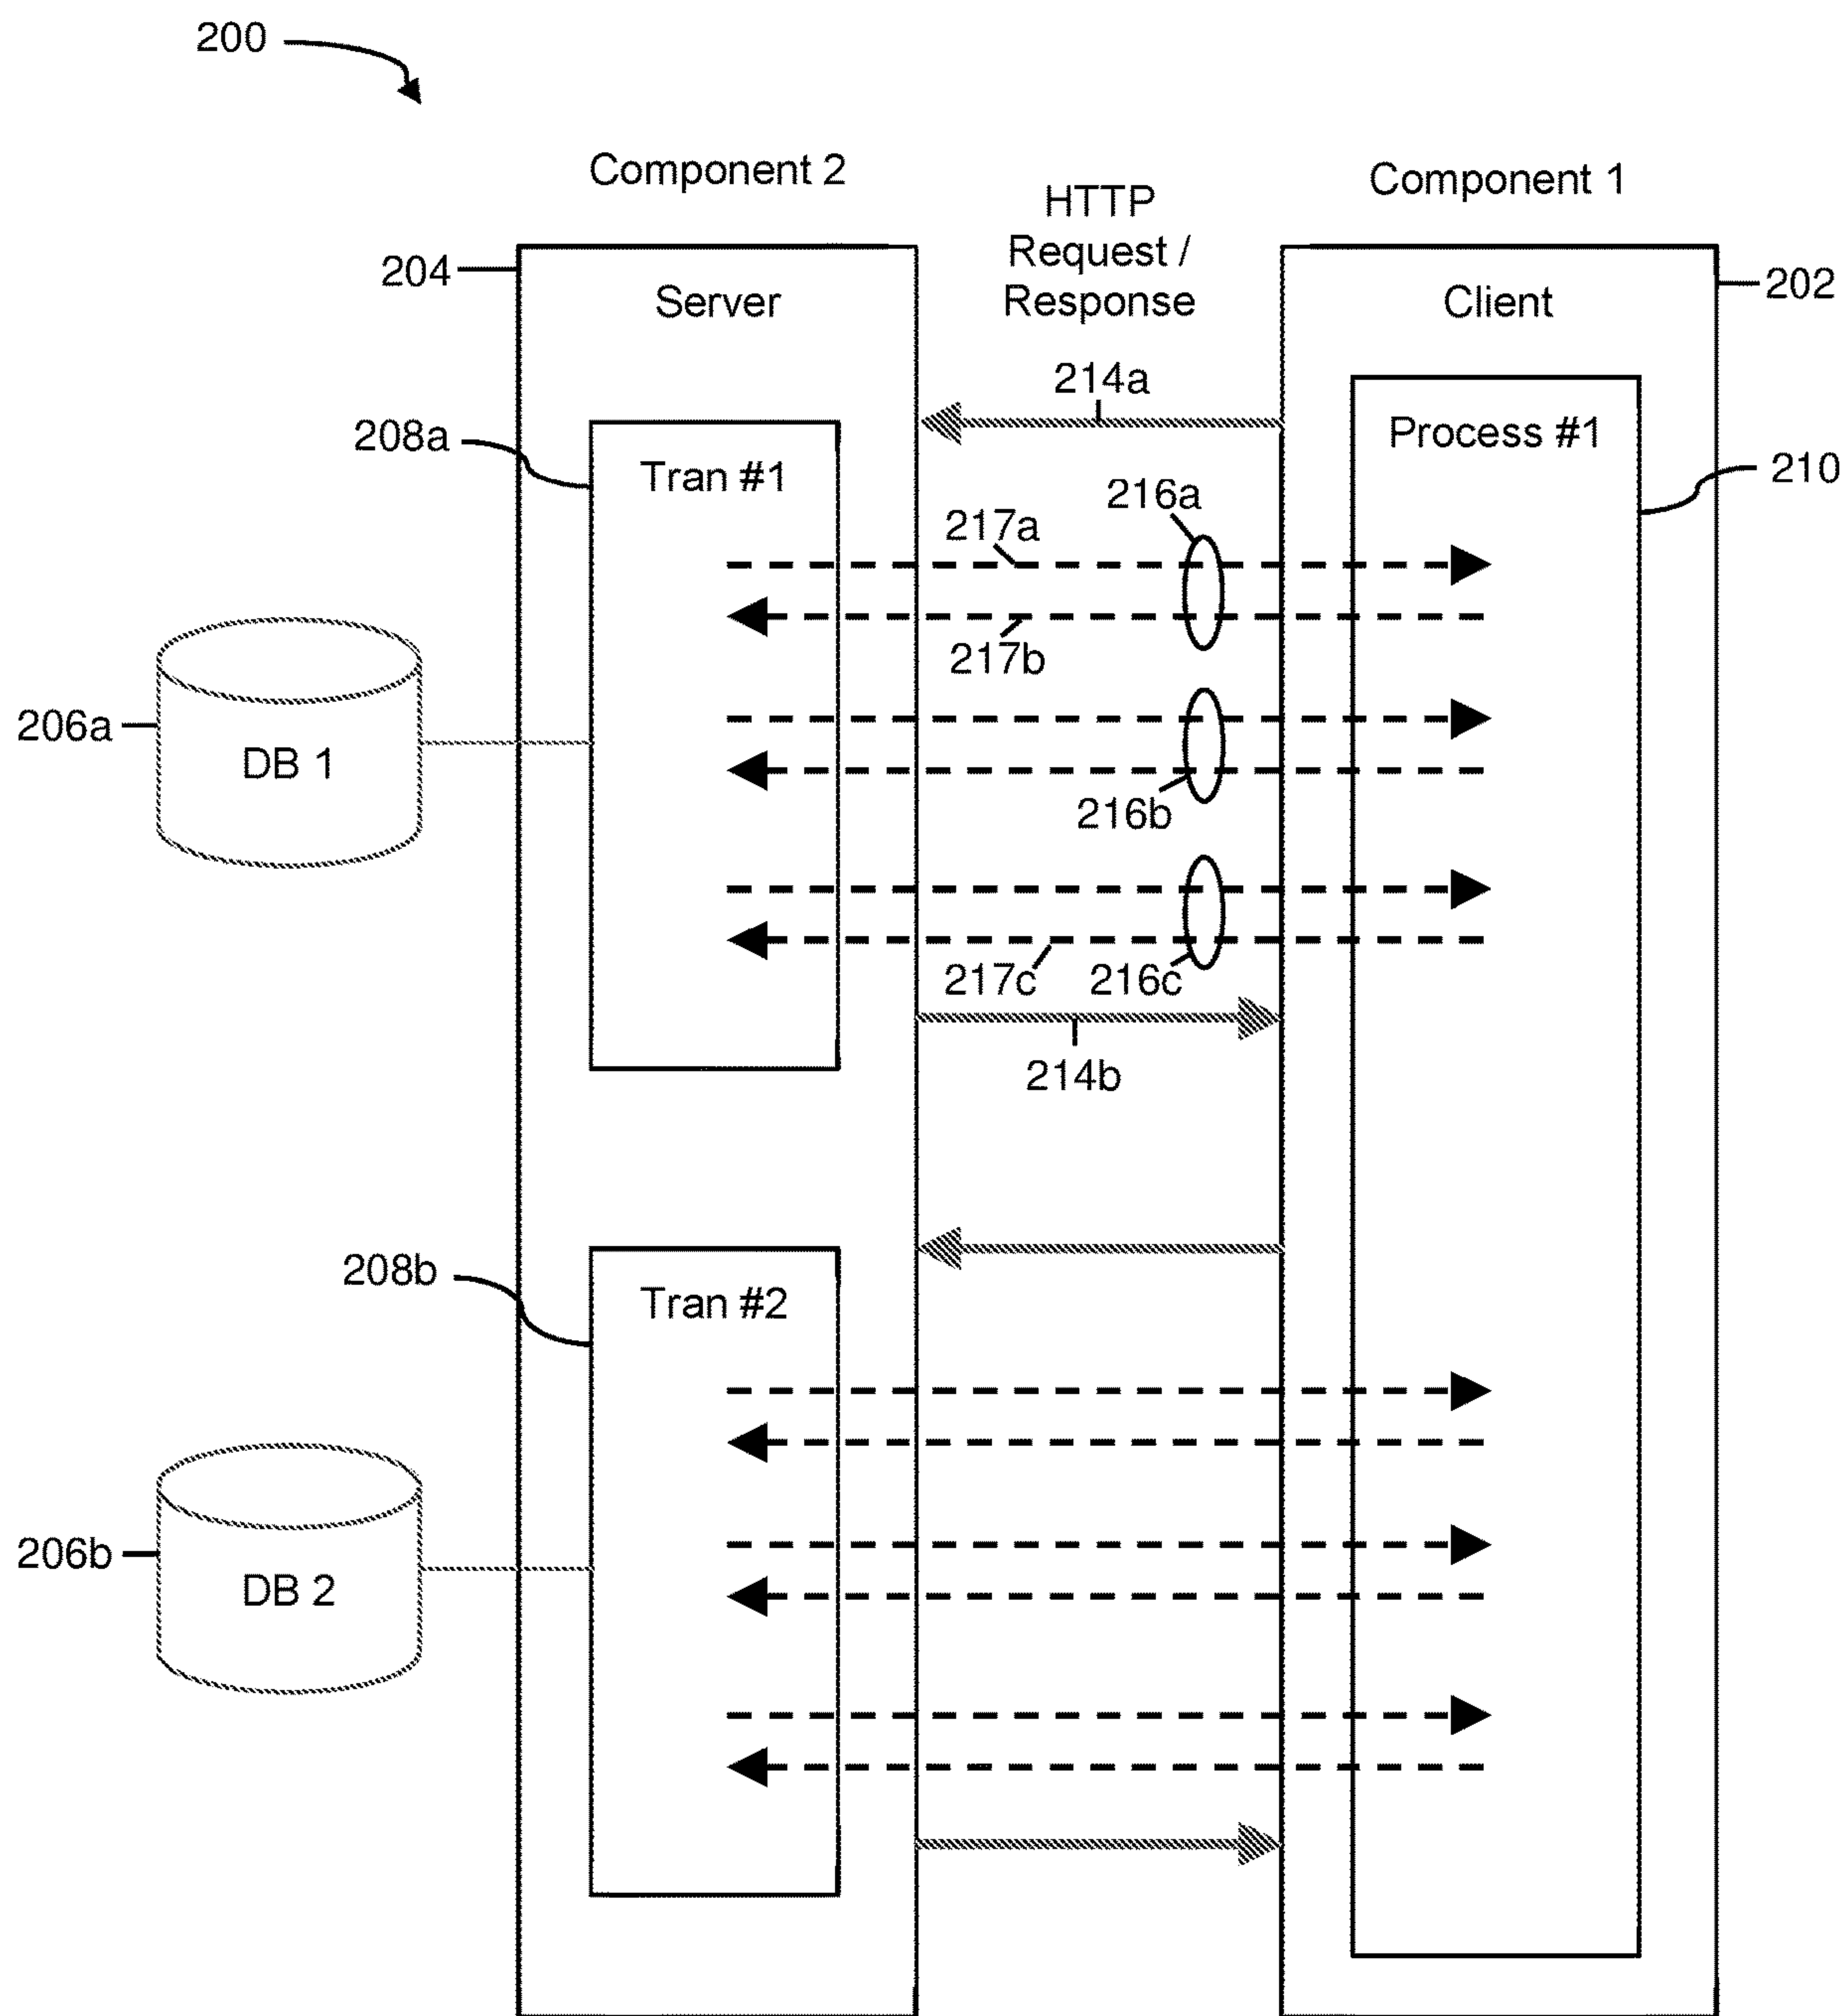 200
Component 2
Component 1
HTTP
Request /
Response
204
Server
Client
202
214a
208a
Tran #1
Process #1
210
216a
217a
217b
206a
DB 1
216b
217c
216c
214b
208b
Tran #2
206b
DB 2